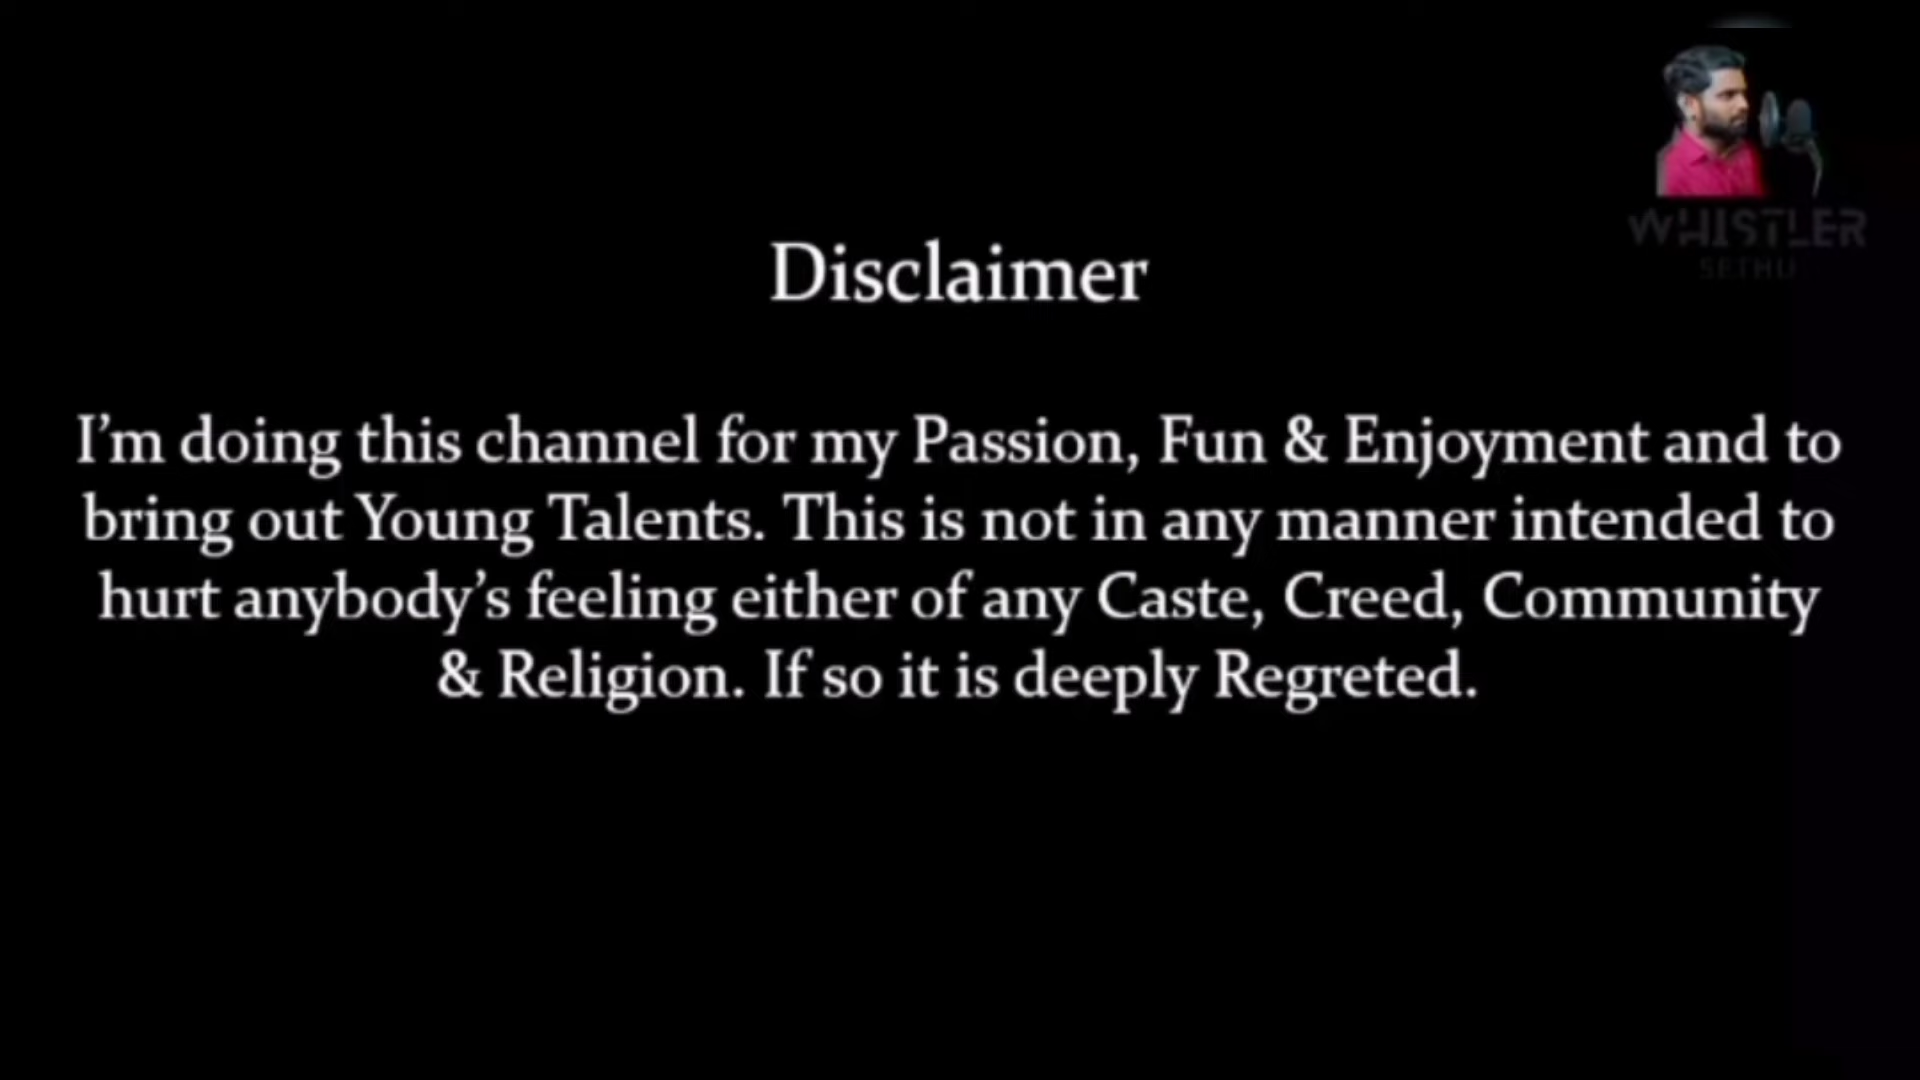 WHISTLER
SETHU
Disclaimer
I'm doing this channel for my Passion, Fun & Enjoyment and to
bring out Young Talents. This is not in any manner intended to
hurt anybody's feeling either of any Caste, Creed, Community
& Religion. If so it is deeply Regreted.